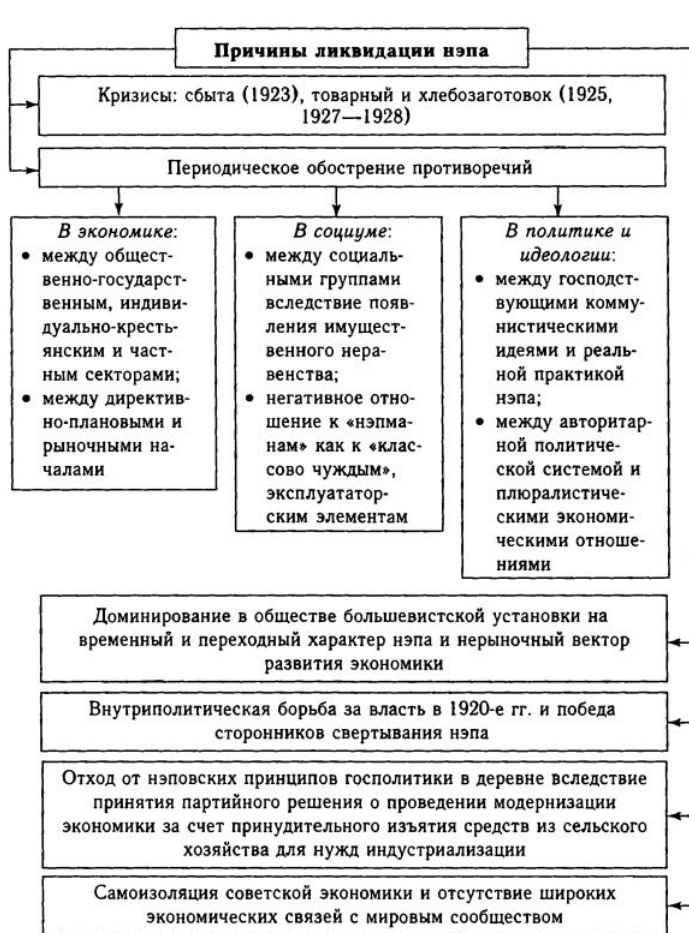 Причины ликвидации нэпа
Кризисы: сбыта (1923), товарный и хлебозаготовок (1925,
1927—1928)
Периодическое обострение противоречий
В экономике:
• между общест-
венно-государст-
венным, индиви-
дуально-кресть-
янским и част-
ным секторами;
• между директив-
но-плановыми и
рыночными на-
чалами
В социуме:
• между социаль-
ными группами
вследствие появ-
ления имущест-
венного нера-
венства;
• негативное отно-
шение к «нэпма-
нам» как к «клас-
сово чуждым»,
эксплуататор-
ским элементам
В политике и
идеологии:
• между господст-
вующими комму-
нистическими
идеями и реаль-
ной практикой
нэпа;
• между авторитар-
ной политиче-
ской системой и
плюралистиче-
скими экономи-
ческими отноше-
ниями
Доминирование в обществе большевистской установки на
временный и переходный характер нэпа и нерыночный вектор
развития экономики
Внутриполитическая борьба за власть в 1920-е гг. и победа
сторонников свертывания нэпа
Отход от нэповских принципов госполитики в деревне вследствие
принятия партийного решения о проведении модернизации
экономики за счет принудительного изъятия средств из сельского
хозяйства для нужд индустриализации
Самоизоляция советской экономики и отсутствие широких
экономических связей с мировым сообществом